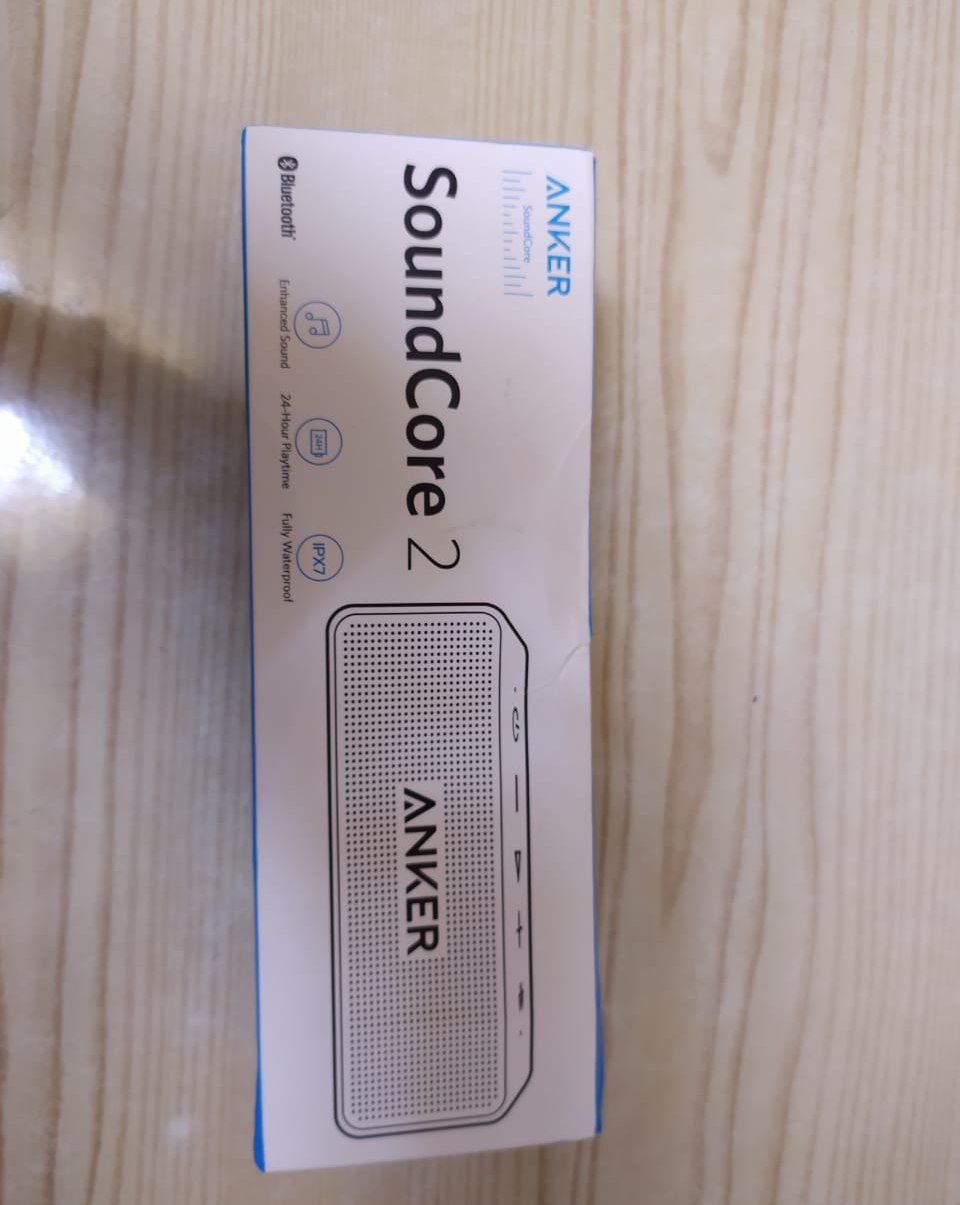 ANKER
SoundCore
SoundCore 2
24H
IPX7
Bluetooth®
Enhanced Sound
24-Hour Playtime
Fully Waterproof
ANKER